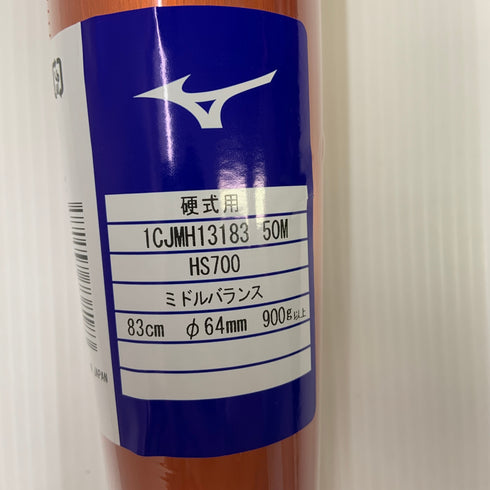 硬式用
1CJMH13183 50M
HS700
ミドルバランス
83cm φ64mm 900g以上
JAPAN